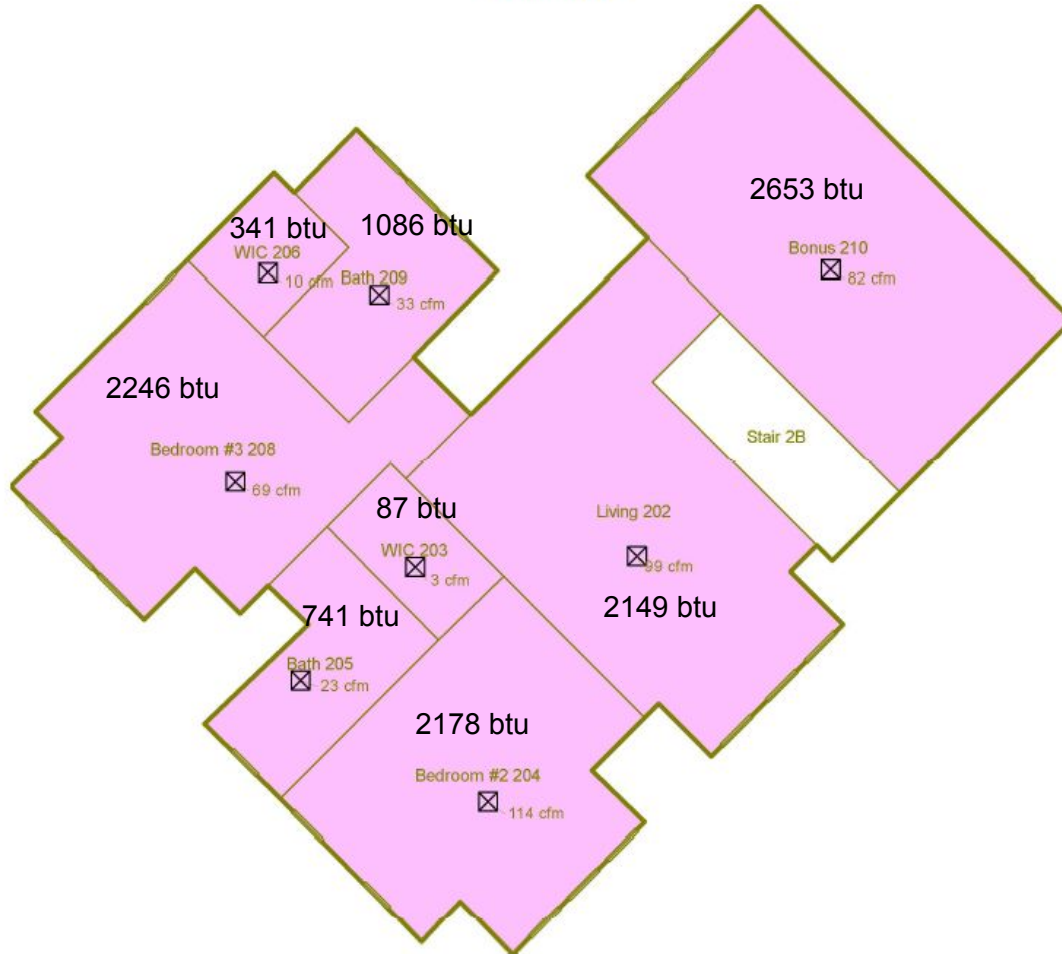 2653 btu
Bonus 210
82 cfm
341 btu
WIC 206
10 cfm
1086 btu
Bath 209
33 cfm
2246 btu
Bedroom #3 208
69 cfm
Stair 2B
87 btu
WIC 203
3 cfm
Living 202
99 cfm
2149 btu
741 btu
Bath 205
23 cfm
2178 btu
Bedroom #2 204
114 cfm